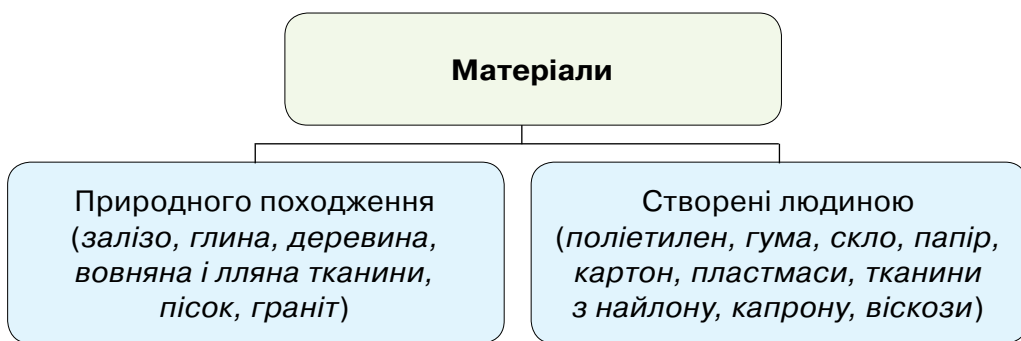 Матеріали
Природного походження
(залізо, глина, деревина,
вовняна і лляна тканини,
пісок, граніт)
Створені людиною
(поліетилен, гума, скло, папір,
картон, пластмаси, тканини
з найлону, капрону, віскози)